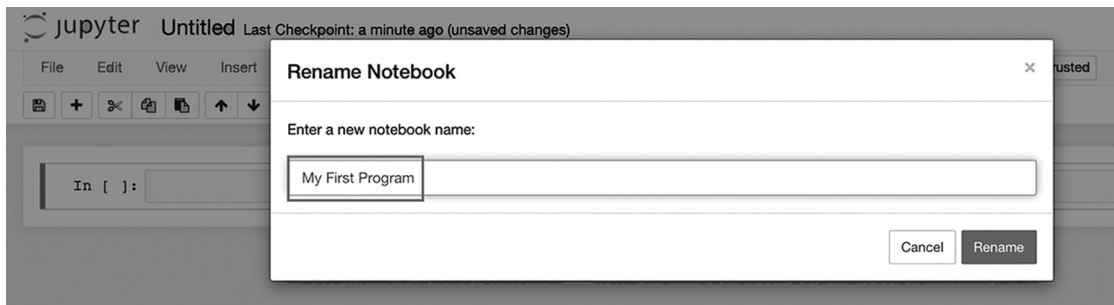 jupyter Untitled Last Checkpoint: a minute ago (unsaved changes)
File Edit View Insert
rusted
Rename Notebook ×
Enter a new notebook name:
My First Program
In [ ]:
Cancel Rename